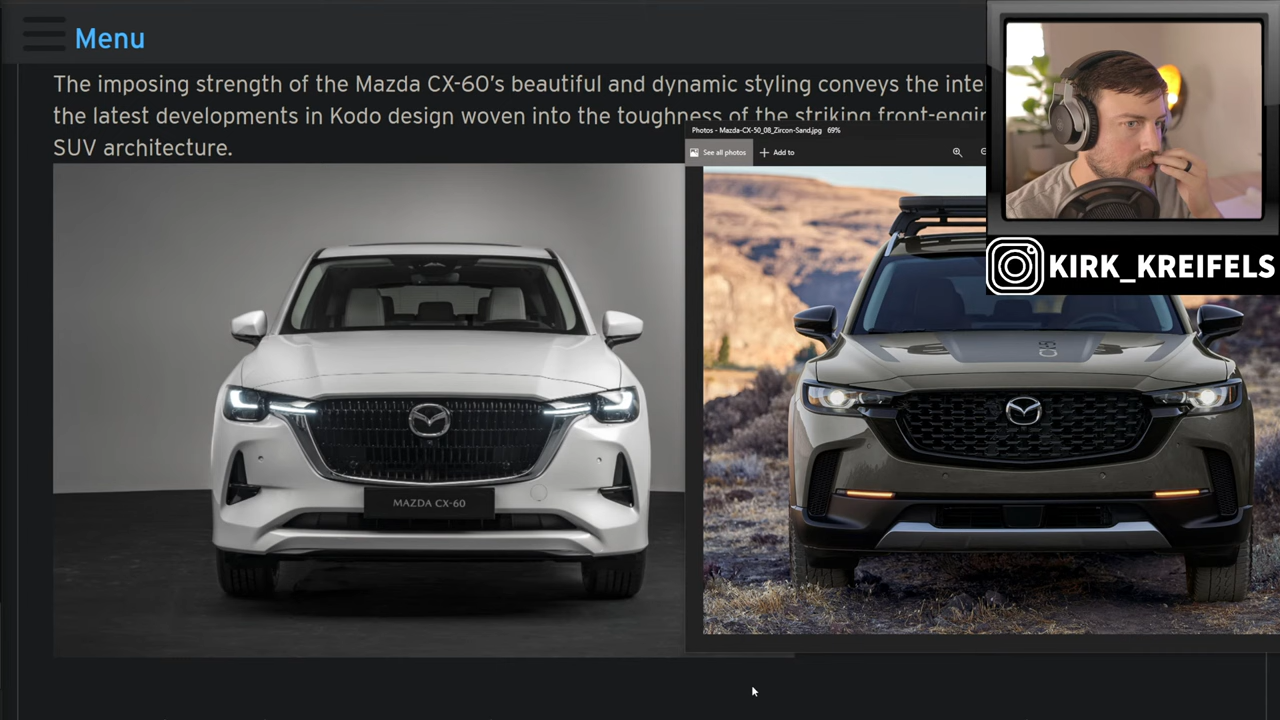 Menu
The imposing strength of the Mazda CX-60's beautiful and dynamic styling conveys the inte
the latest developments in Kodo design woven into the toughness of the striking front-engin
SUV architecture.
Photos - Mazda-CX-50_08_Zircon-Sand.jpg 69%
See all photos
Add to
KIRK_KREIFELS
MAZDA CX-60
CX-50